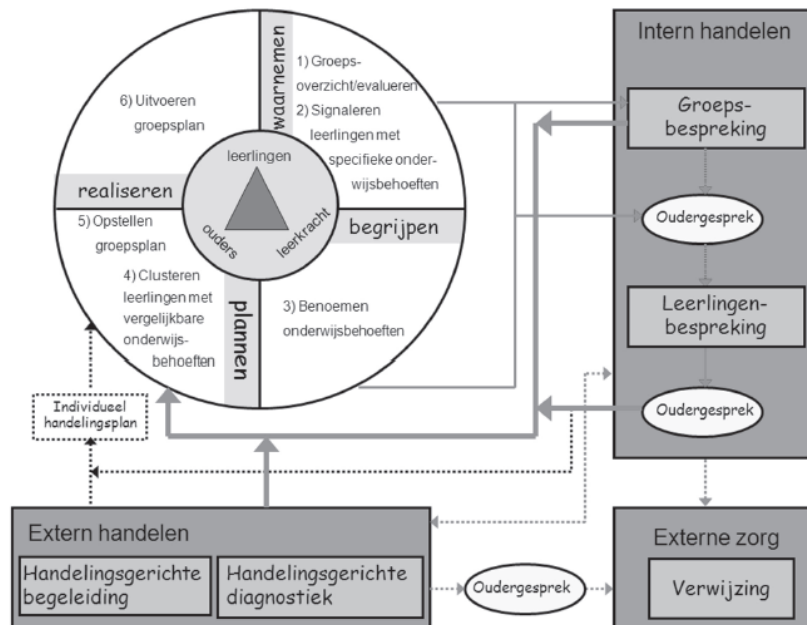 waarnemen
1) Groeps-
overzicht/evalueren
2) Signaleren
leerlingen met
specifieke onder-
wijsbehoeften
begrijpen
3) Benoemen
onderwijsbehoeften
plannen
4) Clusteren
leerlingen met
vergelijkbare
onderwijs-
behoeften
5) Opstellen
groepsplan
realiseren
6) Uitvoeren
groepsplan
leerlingen
ouders
leerkracht
Intern handelen
Groeps-
bespreking
Oudergesprek
Leerlingen-
bespreking
Oudergesprek
Individueel
handelingsplan
Extern handelen
Handelingsgerichte
begeleiding
Handelingsgerichte
diagnostiek
Oudergesprek
Externe zorg
Verwijzing